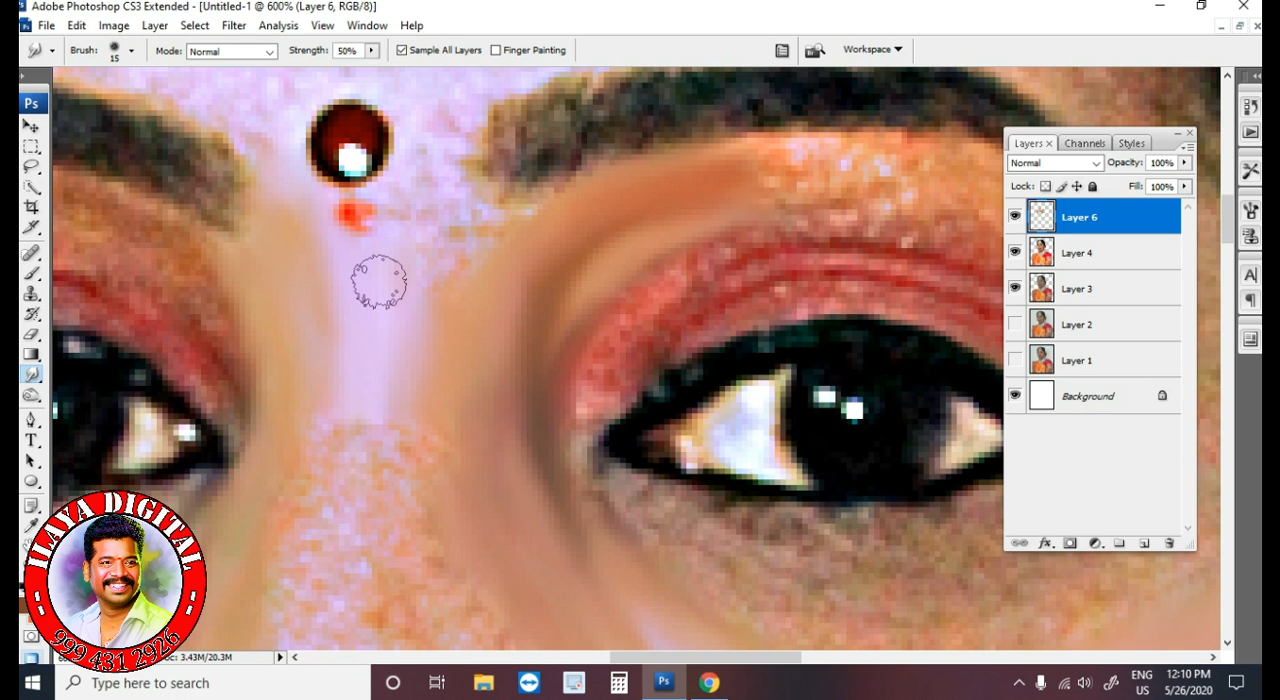 Adobe Photoshop CS3 Extended - [Untitled-1 @ 600% (Layer 6, RGB/8)]
File Edit Image Layer Select Filter Analysis View Window Help
Brush: 15 Mode: Normal Strength: 50% Sample All Layers Finger Painting Workspace
Ps
Layers × Channels Styles
Normal Opacity: 100%
Lock: Fill: 100%
Layer 6
Layer 4
Layer 3
Layer 2
Layer 1
Background
A
T
ILAYA DIGITAL
999 431 2926
3.43M/20.3M
Type here to search
Ps
ENG
US
12:10 PM
5/26/2020